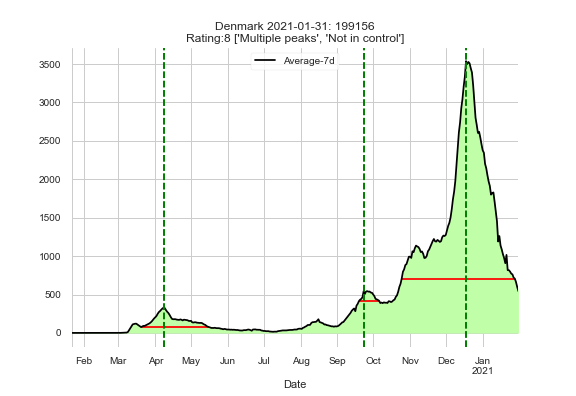 Denmark 2021-01-31: 199156
Rating:8 ['Multiple peaks', 'Not in control']
Average-7d
3500
3000
2500
2000
1500
1000
500
0
Feb Mar Apr May Jun Jul Aug Sep Oct Nov Dec Jan
2021
Date